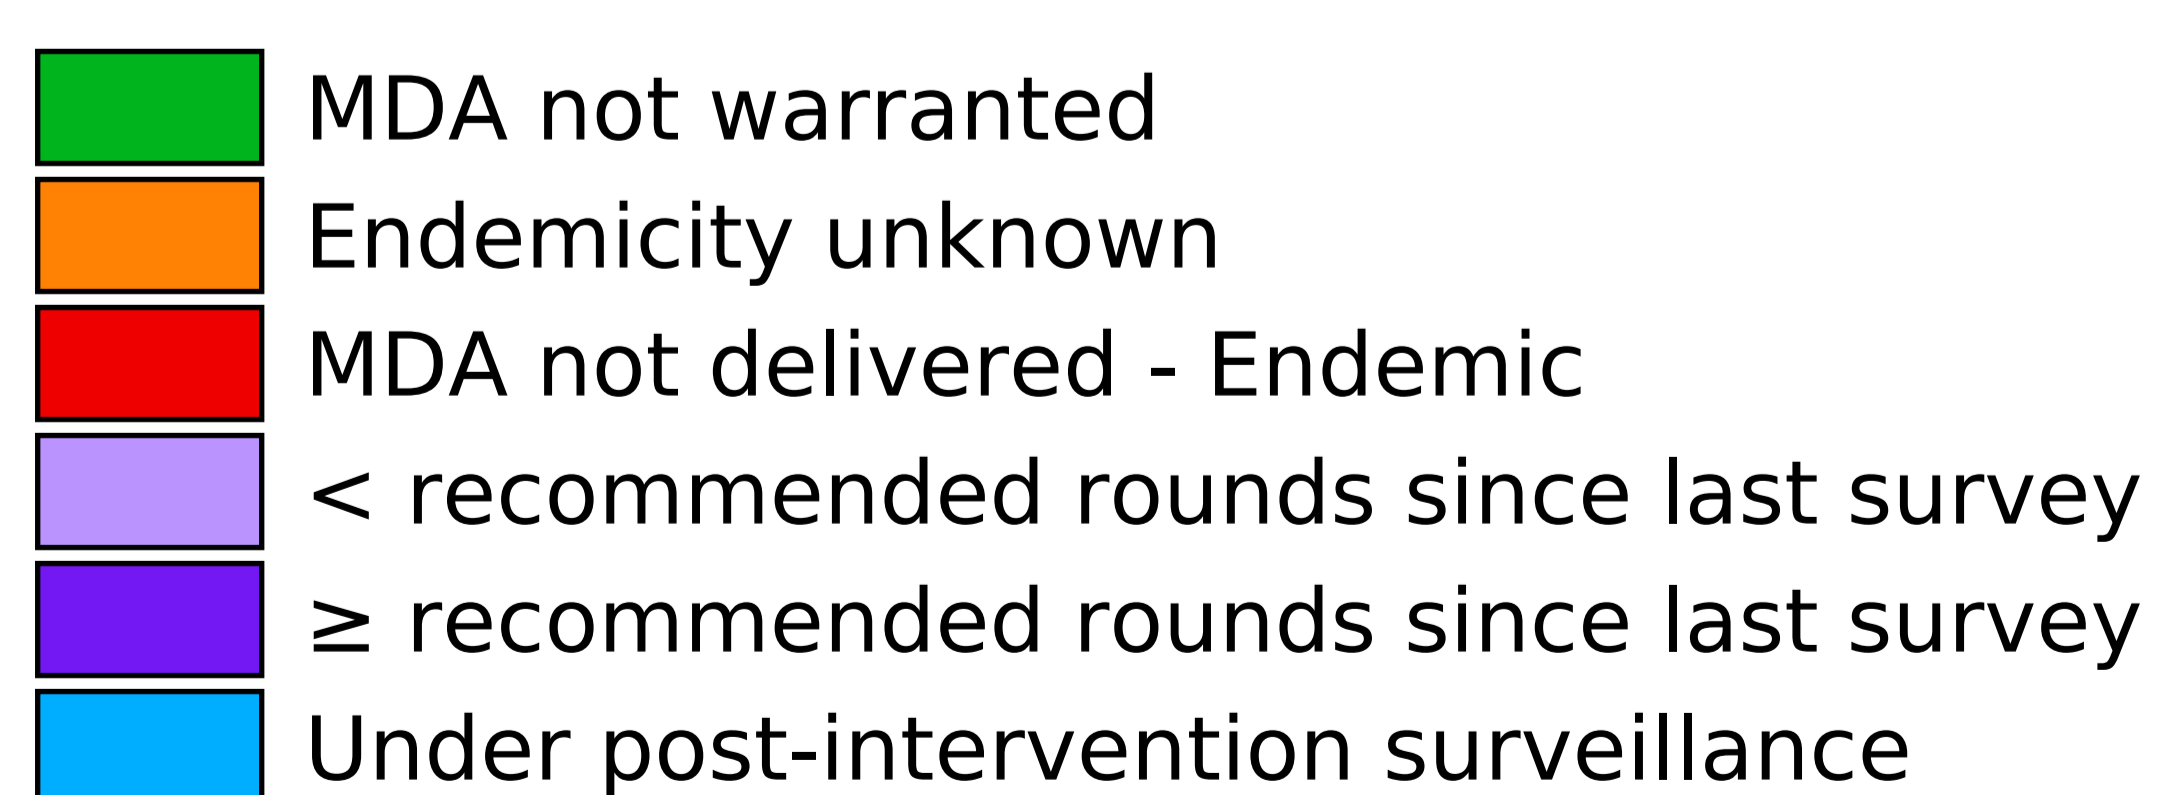 MDA not warranted
Endemicity unknown
MDA not delivered - Endemic
< recommended rounds since last survey
≥ recommended rounds since last survey
Under post-intervention surveillance